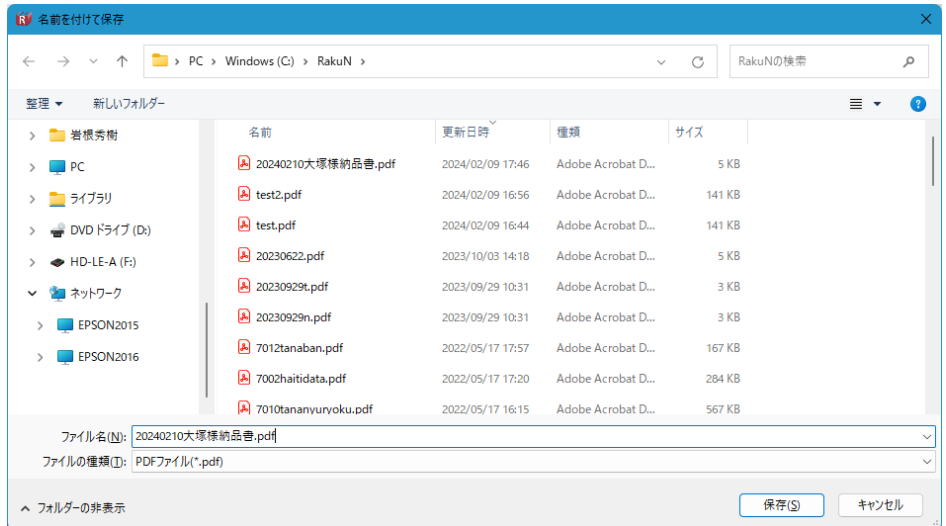 R 名前を付けて保存
PC > Windows (C:) > RakuN >
RakuNの検索
整理 新しいフォルダー
岩根秀樹
PC
ライブラリ
DVD ドライブ (D:)
HD-LE-A (F:)
ネットワーク
EPSON2015
EPSON2016
名前 更新日時 種類 サイズ
20240210大塚様納品書.pdf 2024/02/09 17:46 Adobe Acrobat D... 5 KB
test2.pdf 2024/02/09 16:56 Adobe Acrobat D... 141 KB
test.pdf 2024/02/09 16:44 Adobe Acrobat D... 141 KB
20230622.pdf 2023/10/03 14:18 Adobe Acrobat D... 5 KB
20230929t.pdf 2023/09/29 10:31 Adobe Acrobat D... 3 KB
20230929n.pdf 2023/09/29 10:31 Adobe Acrobat D... 3 KB
7012tanaban.pdf 2022/05/17 17:57 Adobe Acrobat D... 167 KB
7002haitidata.pdf 2022/05/17 17:20 Adobe Acrobat D... 284 KB
7010tananyuryoku.pdf 2022/05/17 16:15 Adobe Acrobat D... 567 KB
ファイル名(N): 20240210大塚様納品書.pdf
ファイルの種類(T): PDFファイル(*.pdf)
フォルダーの非表示
保存(S) キャンセル